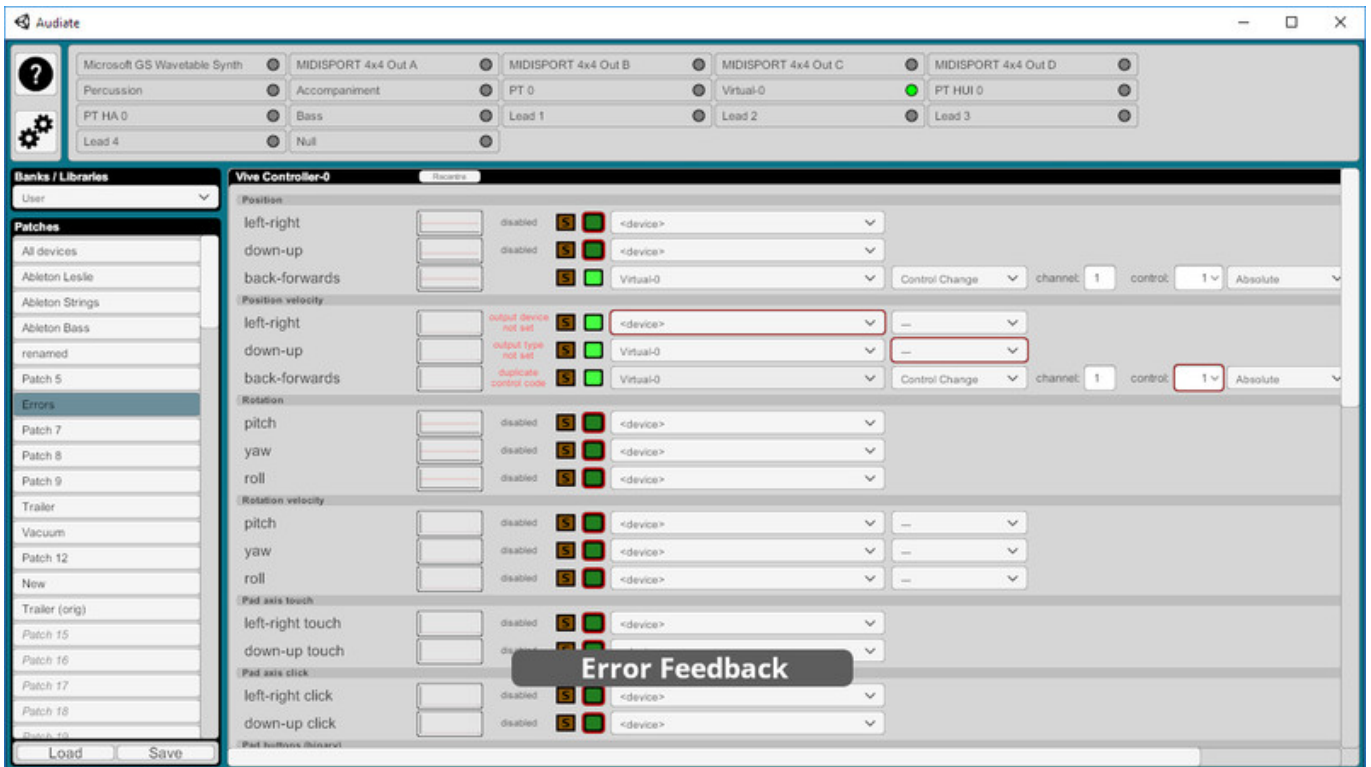 Audiate
?
Microsoft GS Wavetable Synth MIDISPORT 4x4 Out A MIDISPORT 4x4 Out B MIDISPORT 4x4 Out C MIDISPORT 4x4 Out D
Percussion Accompaniment PT 0 Virtual-0 PT HUI 0
PT HA 0 Bass Lead 1 Lead 2 Lead 3
Lead 4 Null
Banks / Libraries
User
Patches
All devices
Ableton Leslie
Ableton Strings
Ableton Bass
renamed
Patch 5
Errors
Patch 7
Patch 8
Patch 9
Trailer
Vacuum
Patch 12
New
Trailer (orig)
Patch 15
Patch 16
Patch 17
Patch 18
Patch 19
Load Save
Vive Controller-0 Recentre
Position
left-right disabled S <device>
down-up disabled S <device>
back-forwards S Virtual-0 Control Change channel: 1 control: 1 Absolute
Position velocity
left-right output device not set S <device> ---
down-up output type not set S Virtual-0 ---
back-forwards duplicate control code S Virtual-0 Control Change channel: 1 control: 1 Absolute
Rotation
pitch disabled S <device>
yaw disabled S <device>
roll disabled S <device>
Rotation velocity
pitch disabled S <device> ---
yaw disabled S <device> ---
roll disabled S <device> ---
Pad axis touch
left-right touch disabled S <device>
down-up touch
Error Feedback
Pad axis click
left-right click disabled S <device>
down-up click disabled S <device>
Pad buttons (binary)